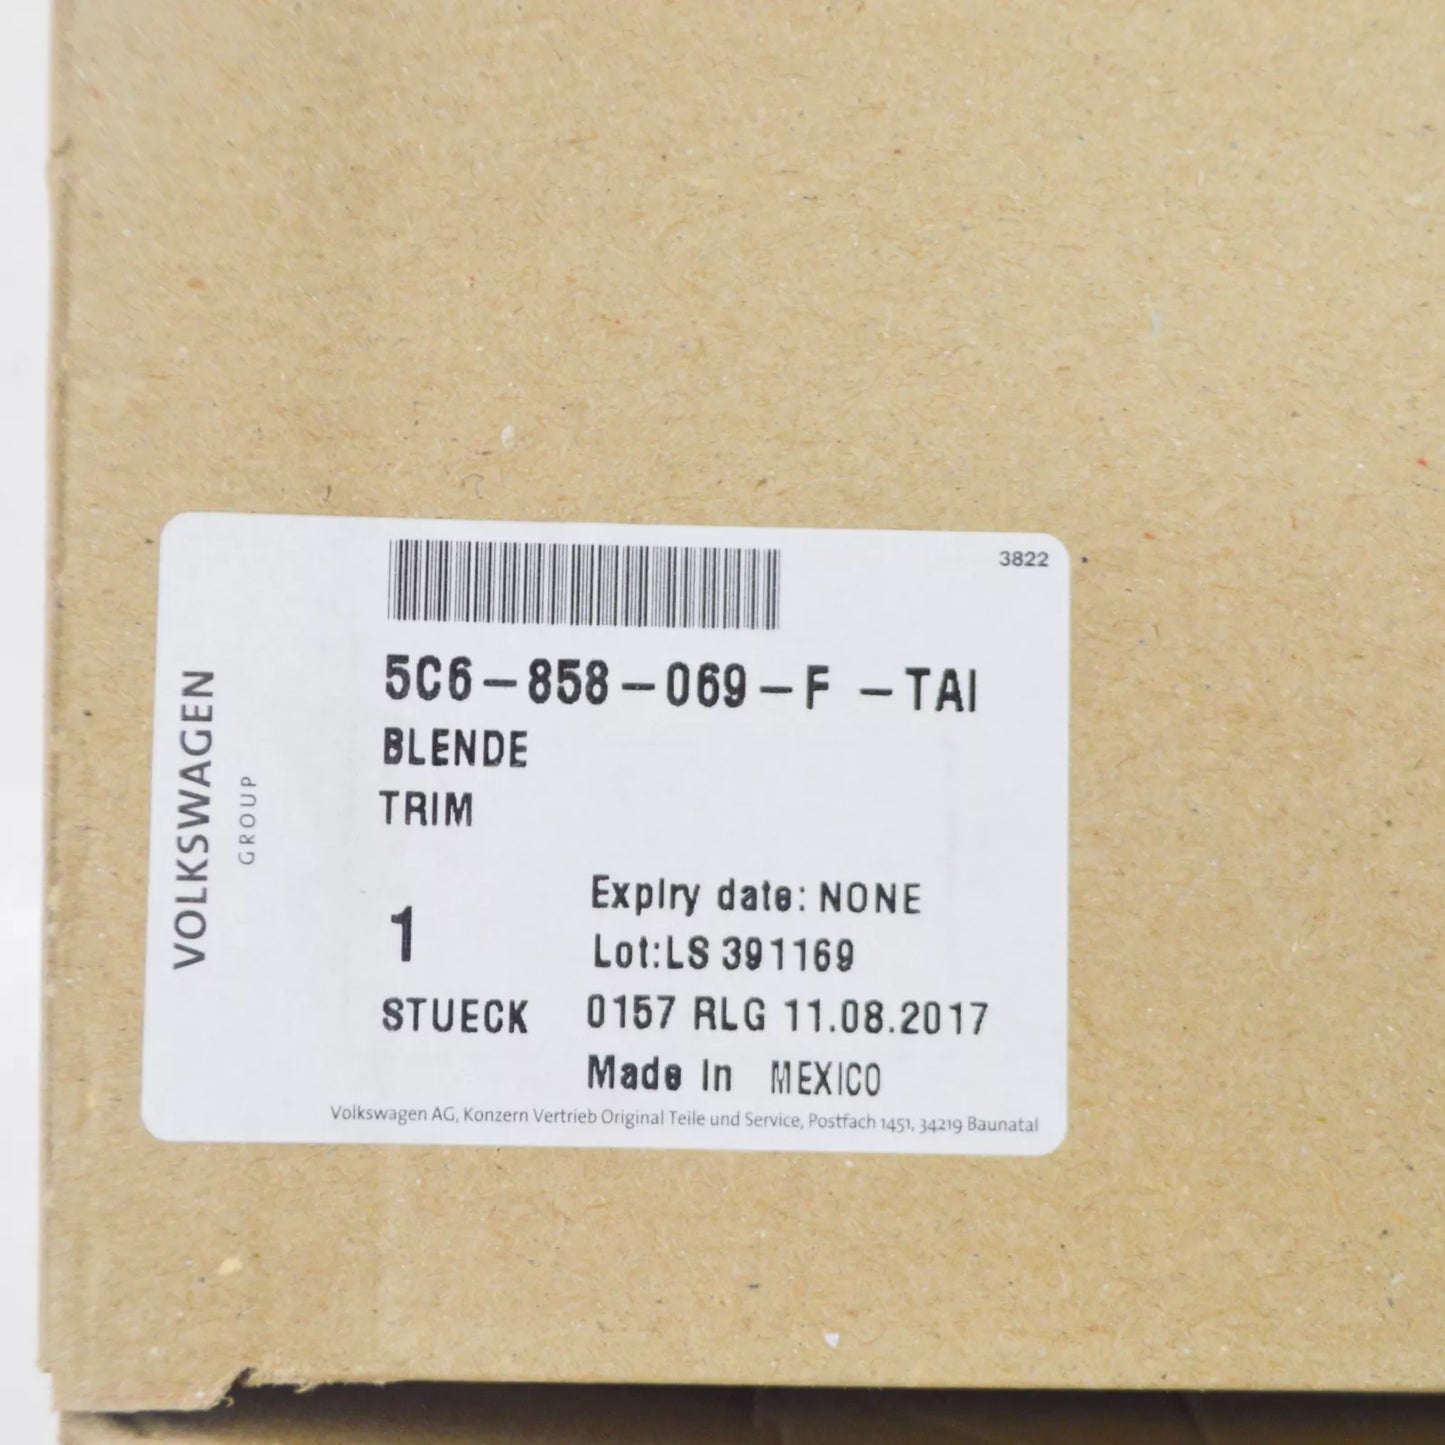 VOLKSWAGEN
GROUP
3822
5C6-858-069-F -TAI
BLENDE
TRIM
1
STUECK
Expiry date: NONE
Lot:LS 391169
0157 RLG 11.08.2017
Made In MEXICO
Volkswagen AG, Konzern Vertrieb Original Teile und Service, Postfach 1451, 34219 Baunatal